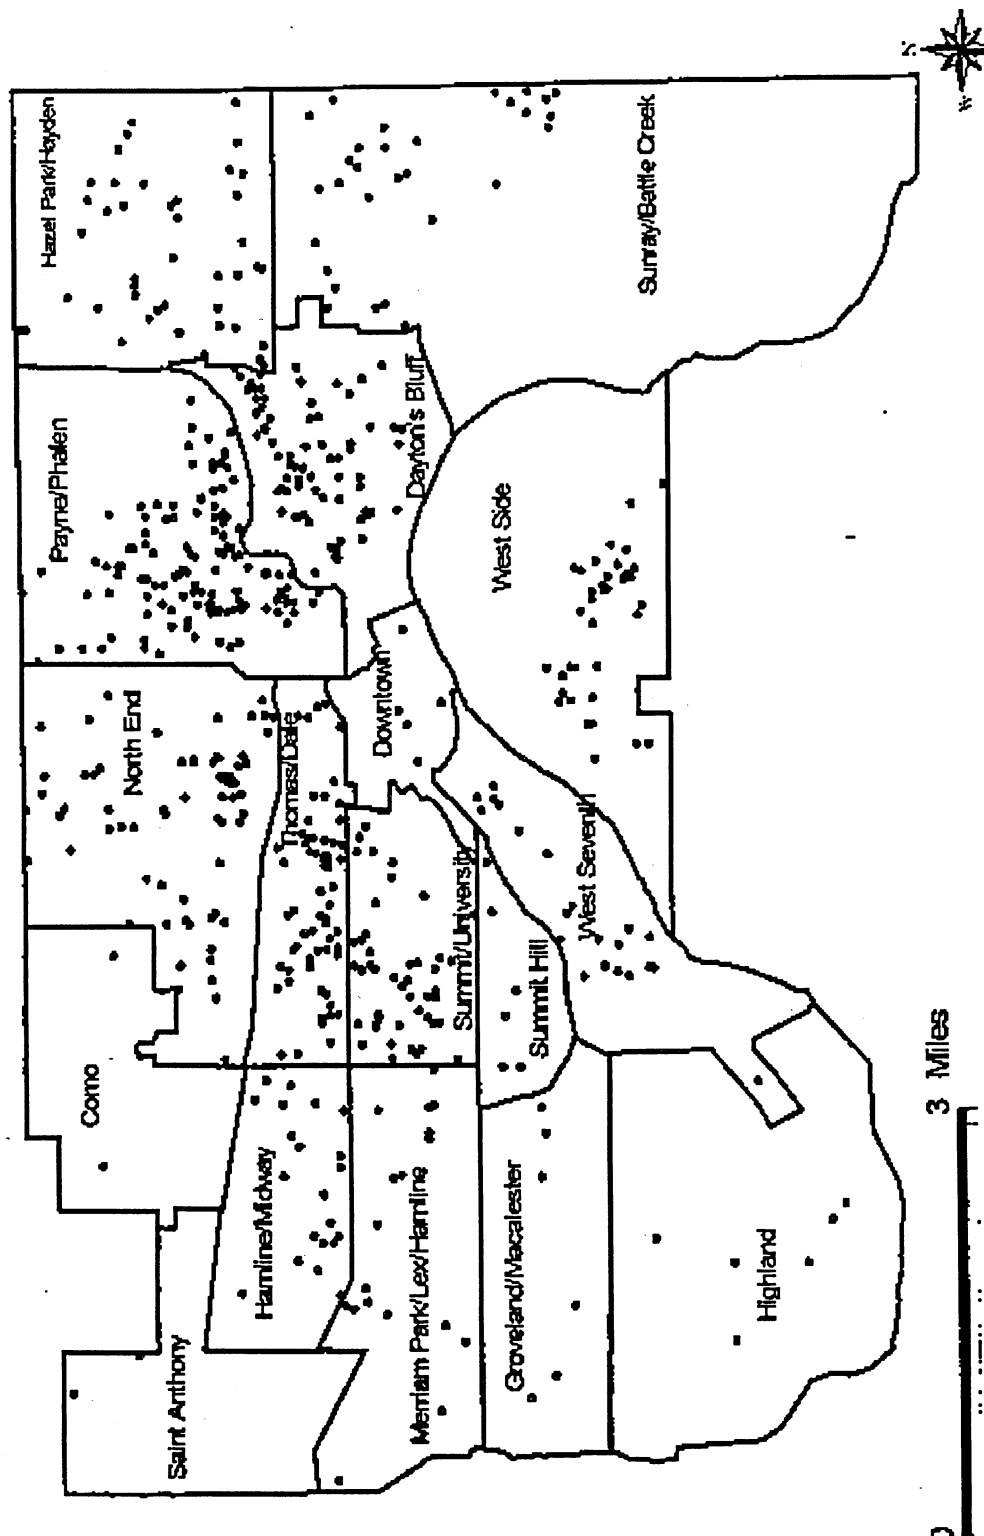 Saint Anthony
Como
North End
Payne/Phalen
Hazel Park/Hayden
Hamline/Midway
Thomas/Dale
Merriam Park/Lex/Hamline
Summit/University
Downtown
Dayton's Bluff
Groveland/Macalester
Summit Hill
West Seventh
West Side
Sunray/Battle Creek
Highland
3 Miles